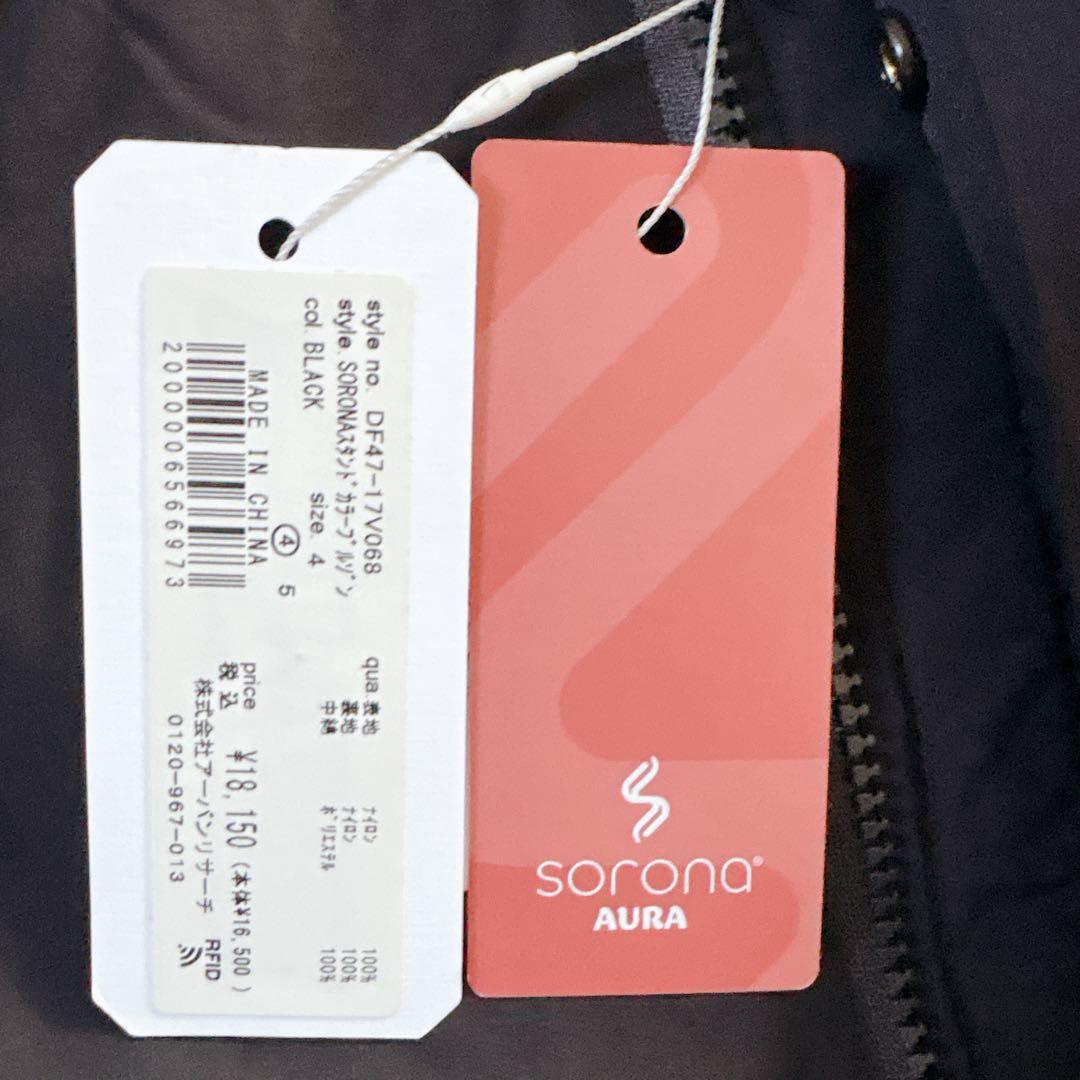 style no. DF47-17V068
style. SORONAスタンドカラーブルゾン
col. BLACK size. 4
④ 5
MADE IN CHINA
2000006566973
qua. 表地 ナイロン 100%
裏地 ナイロン 100%
中綿 ポリエステル 100%
price
税込 ¥18,150 (本体¥16,500)
株式会社アーバンリサーチ
0120-967-013
RFID
sorona®
AURA